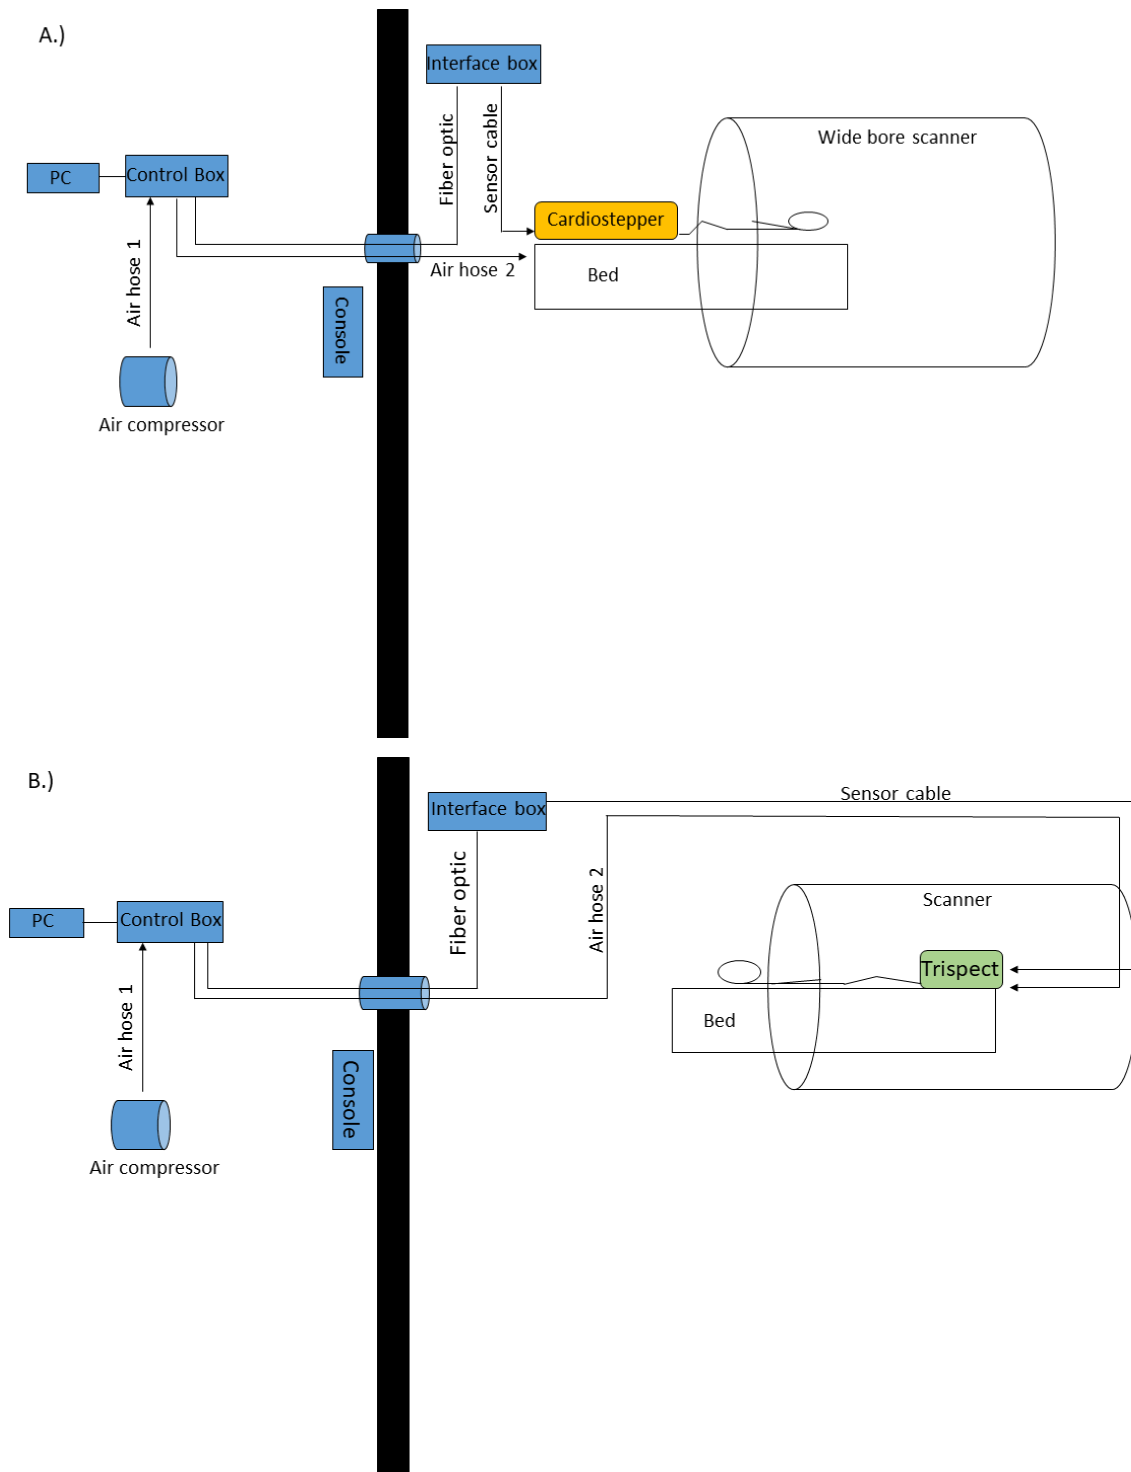 A.)
Interface box
Wide bore scanner
PC
Control Box
Fiber optic
Sensor cable
Cardiostepper
Air hose 1
Air hose 2
Bed
Console
Air compressor
B.)
Interface box
Sensor cable
Fiber optic
Air hose 2
Scanner
PC
Control Box
Trispect
Air hose 1
Bed
Console
Air compressor